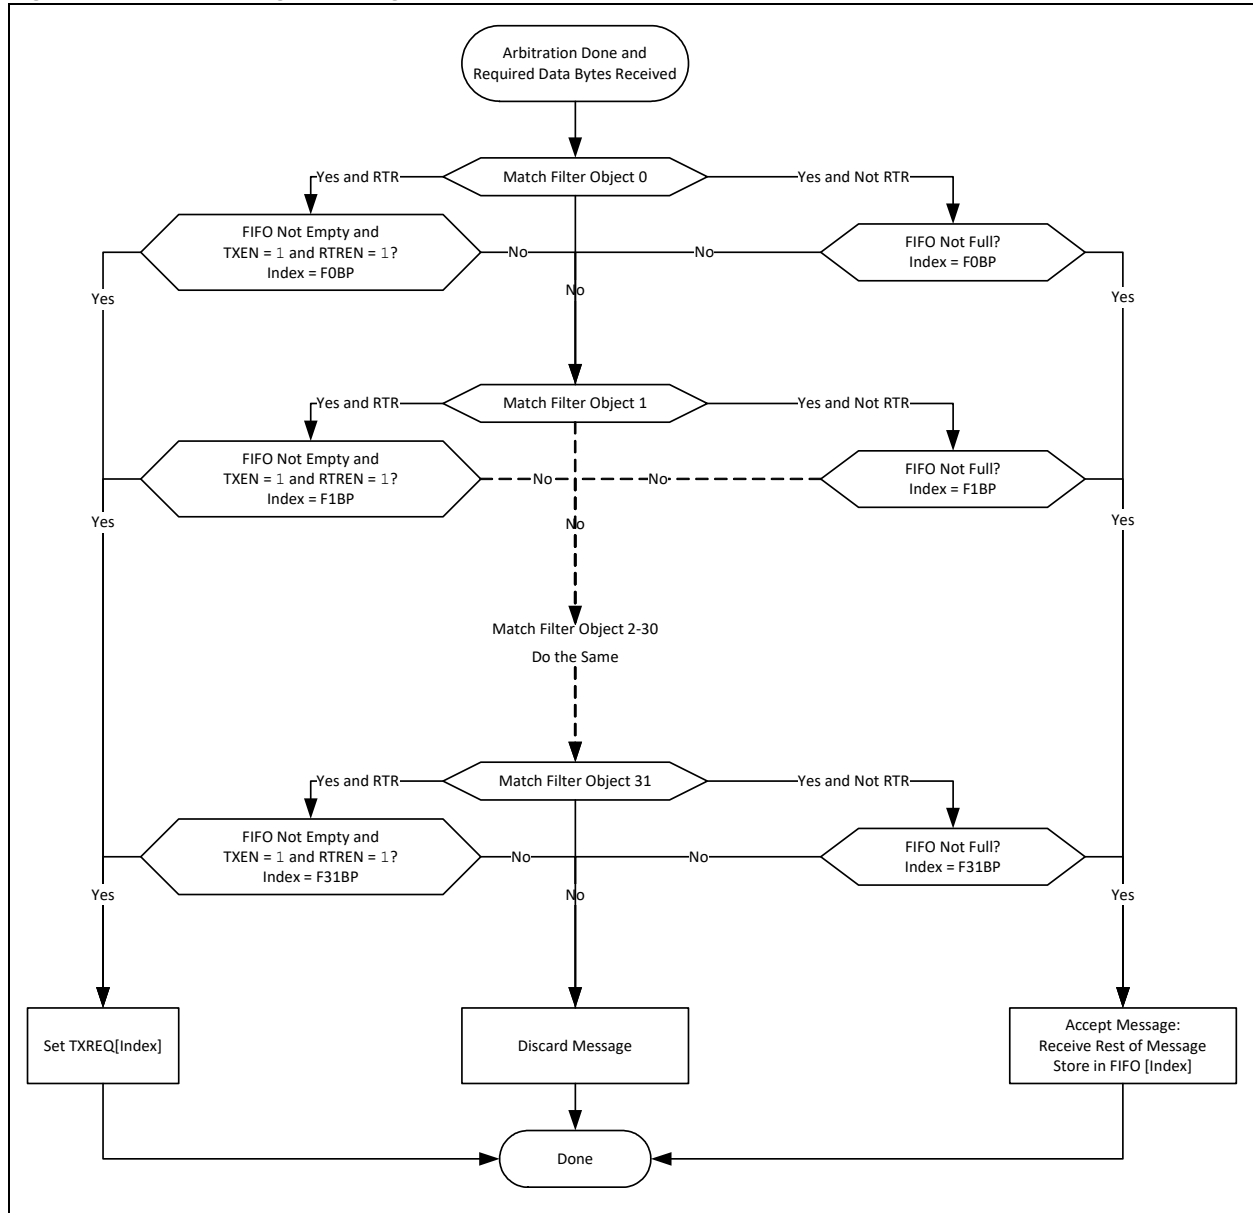 Arbitration Done and
Required Data Bytes Received
Match Filter Object 0
Yes and RTR
Yes and Not RTR
FIFO Not Empty and
TXEN = 1 and RTREN = 1?
Index = F0BP
FIFO Not Full?
Index = F0BP
No
No
No
Yes
Yes
Match Filter Object 1
Yes and RTR
Yes and Not RTR
FIFO Not Empty and
TXEN = 1 and RTREN = 1?
Index = F1BP
FIFO Not Full?
Index = F1BP
No
No
No
Yes
Yes
Match Filter Object 2-30
Do the Same
Match Filter Object 31
Yes and RTR
Yes and Not RTR
FIFO Not Empty and
TXEN = 1 and RTREN = 1?
Index = F31BP
FIFO Not Full?
Index = F31BP
No
No
No
Yes
Yes
Set TXREQ[Index]
Discard Message
Accept Message:
Receive Rest of Message
Store in FIFO [Index]
Done